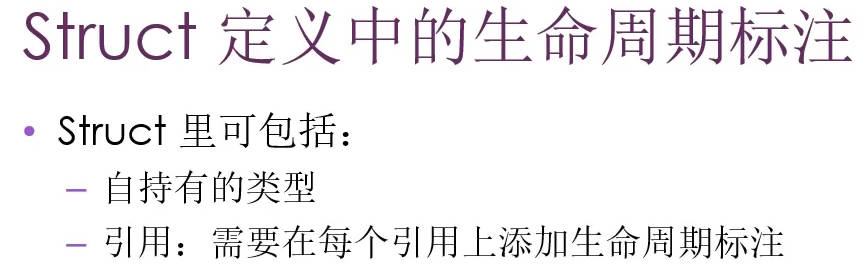 Struct 定义中的生命周期标注
• Struct 里可包括：
– 自持有的类型
– 引用：需要在每个引用上添加生命周期标注